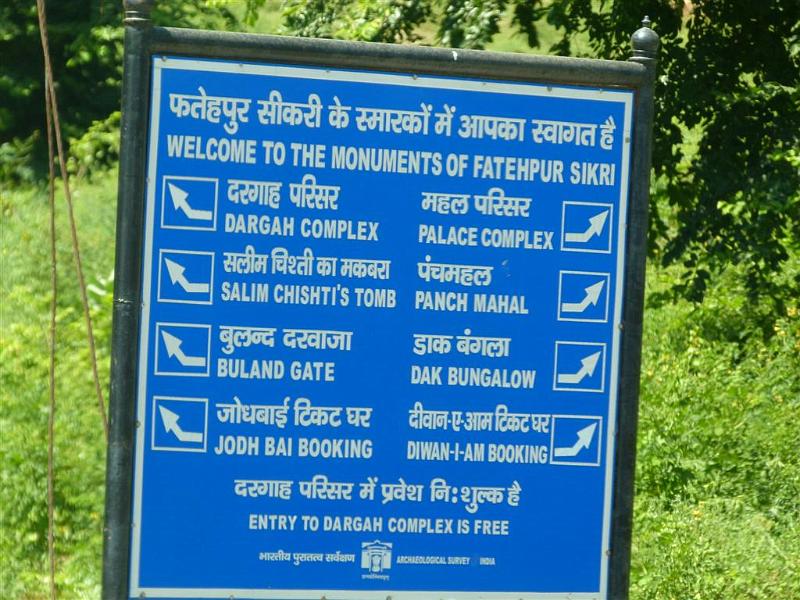 फतेहपुर सीकरी के स्मारकों में आपका स्वागत है
WELCOME TO THE MONUMENTS OF FATEHPUR SIKRI
दरगाह परिसर
DARGAH COMPLEX
महल परिसर
PALACE COMPLEX
सलीम चिश्ती का मकबरा
SALIM CHISHTI'S TOMB
पंचमहल
PANCH MAHAL
बुलन्द दरवाजा
BULAND GATE
डाक बंगला
DAK BUNGALOW
जोधबाई टिकट घर
JODH BAI BOOKING
दीवान-ए-आम टिकट घर
DIWAN-I-AM BOOKING
दरगाह परिसर में प्रवेश नि:शुल्क है
ENTRY TO DARGAH COMPLEX IS FREE
भारतीय पुरातत्व सर्वेक्षण
ARCHAEOLOGICAL SURVEY INDIA